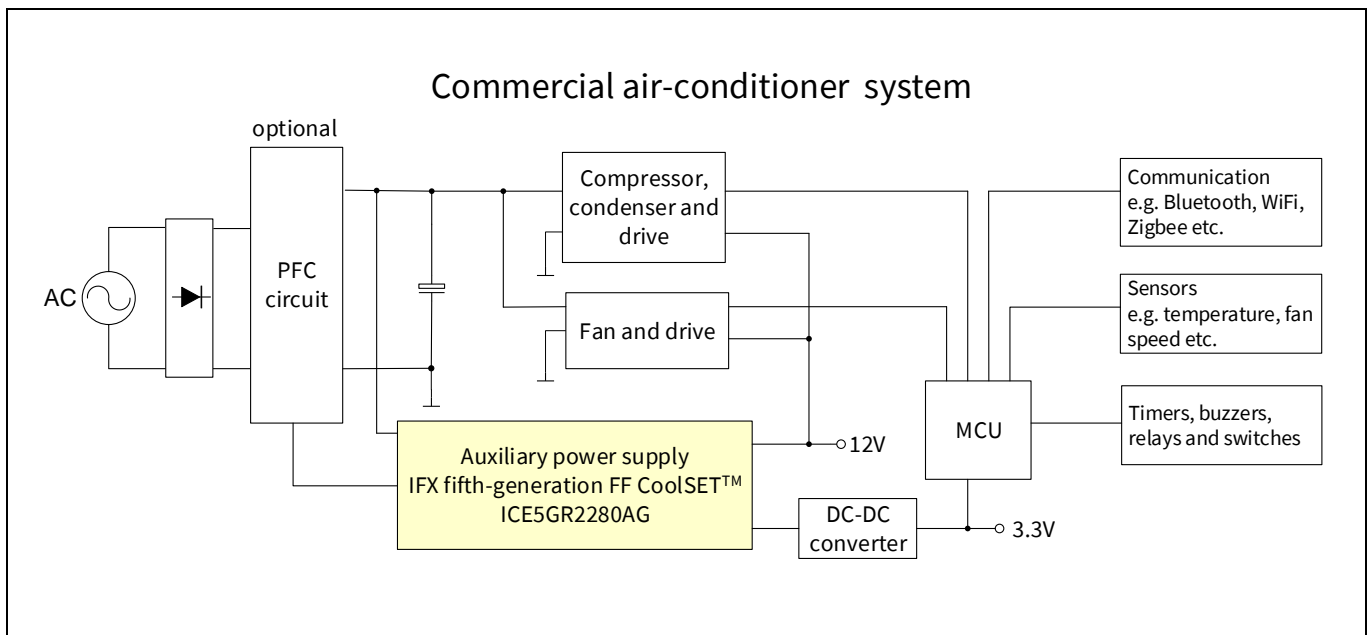 Commercial air-conditioner system
optional
AC
PFC
circuit
Compressor,
condenser and
drive
Fan and drive
Communication
e.g. Bluetooth, WiFi,
Zigbee etc.
Sensors
e.g. temperature, fan
speed etc.
MCU
Timers, buzzers,
relays and switches
Auxiliary power supply
IFX fifth-generation FF CoolSET™
ICE5GR2280AG
12V
DC-DC
converter
3.3V